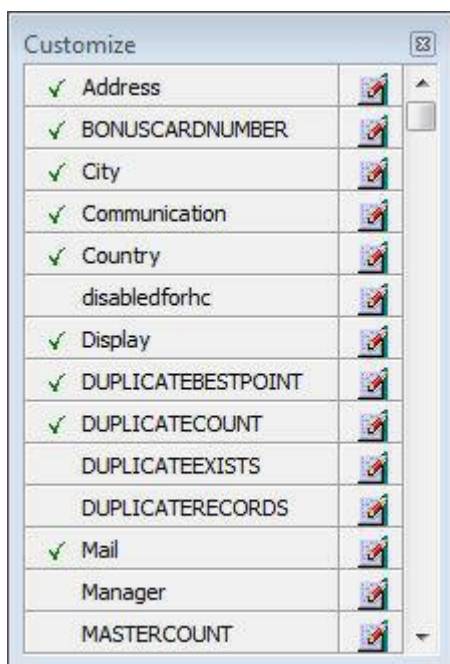 Customize
Address
BONUSCARDNUMBER
City
Communication
Country
disabledforhc
Display
DUPLICATEBESTPOINT
DUPLICATECOUNT
DUPLICATEEXISTS
DUPLICATERECORDS
Mail
Manager
MASTERCOUNT